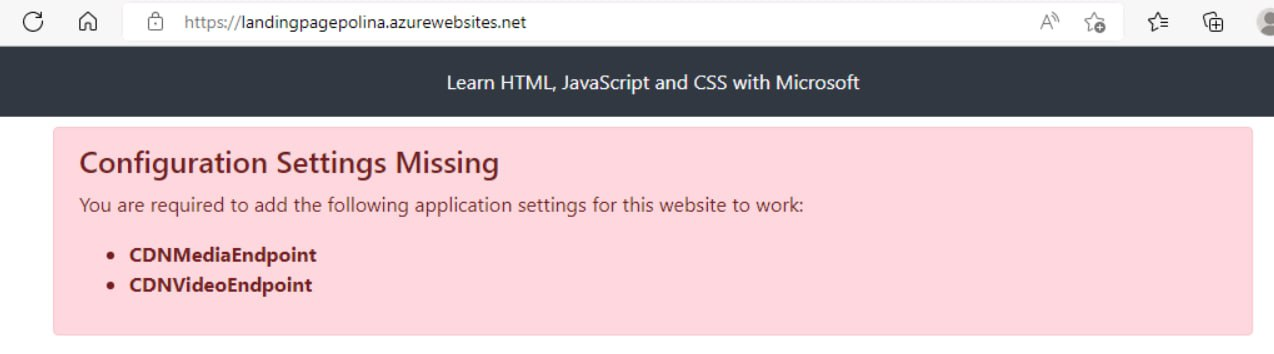 https://landingpagepolina.azurewebsites.net
Learn HTML, JavaScript and CSS with Microsoft
Configuration Settings Missing
You are required to add the following application settings for this website to work:
• CDNMediaEndpoint
• CDNVideoEndpoint